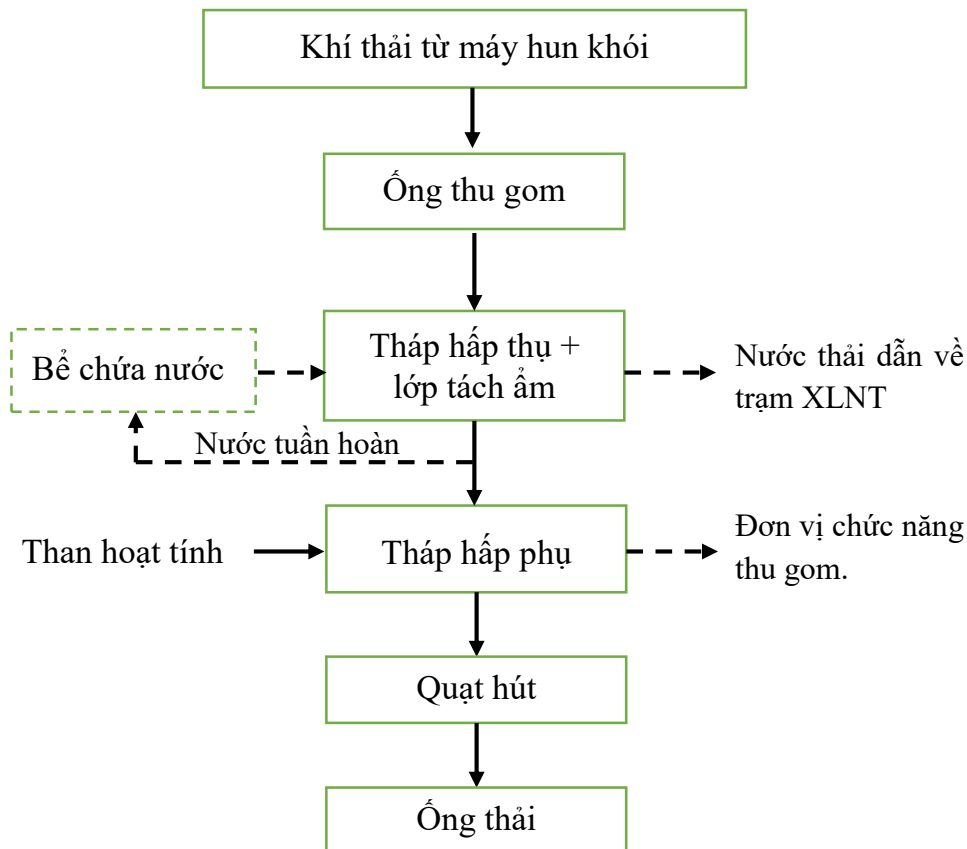 Khí thải từ máy hun khói
Ống thu gom
Tháp hấp thụ +
lớp tách ẩm
Bể chứa nước
Nước thải dẫn về
trạm XLNT
Nước tuần hoàn
Than hoạt tính
Tháp hấp phụ
Đơn vị chức năng
thu gom.
Quạt hút
Ống thải